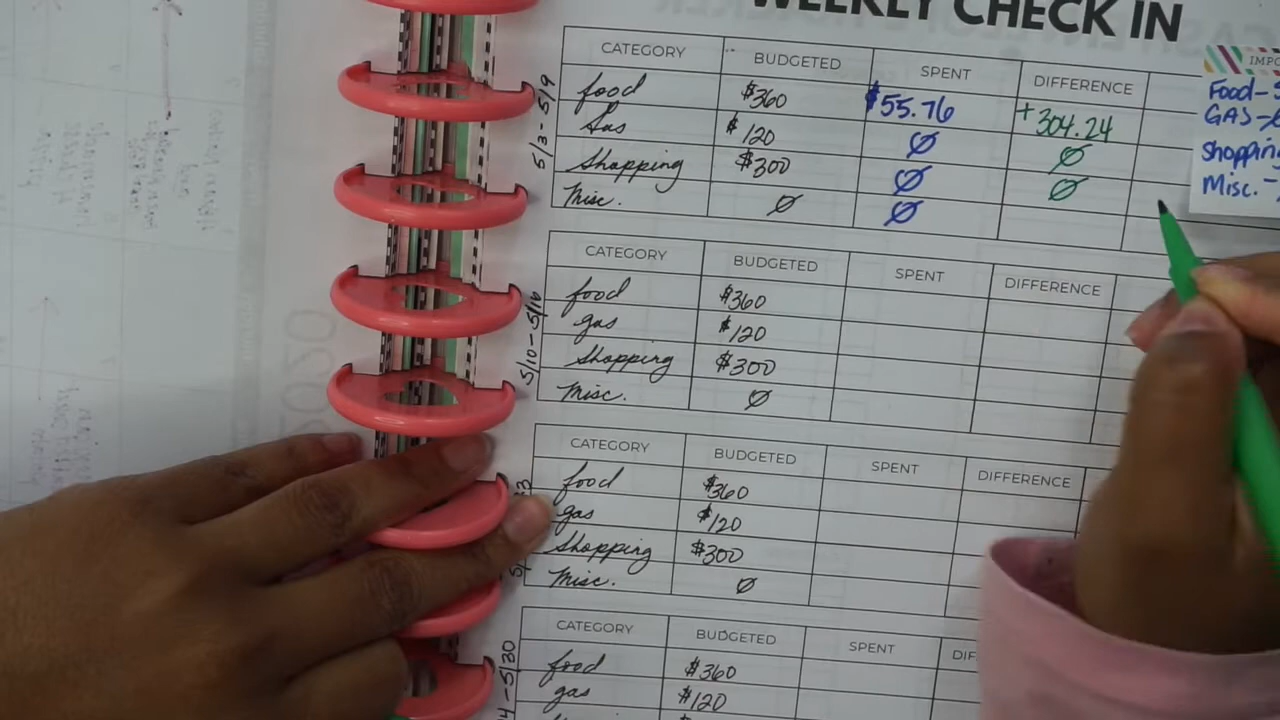 WEEKLY CHECK IN
CATEGORY BUDGETED SPENT DIFFERENCE
food $360 $55.76 +304.24
Gas $120 Ø Ø
Shopping $300 Ø Ø
Misc. Ø Ø
5/3 - 5/9
IMPO
Food-
GAS-
Shopping
Misc. -
CATEGORY BUDGETED SPENT DIFFERENCE
food $360
gas $120
Shopping $300
Misc. Ø
5/10 - 5/16
CATEGORY BUDGETED SPENT DIFFERENCE
food $360
gas $120
Shopping $300
Misc. Ø
CATEGORY BUDGETED SPENT DIF
food $360
gas $120
4 - 5/30